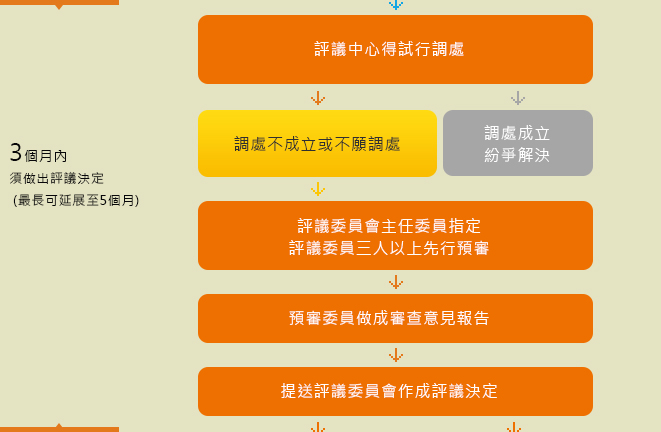 評議中心得試行調處
調處不成立或不願調處
調處成立
紛爭解決
3個月內
須做出評議決定
(最長可延展至5個月)
評議委員會主任委員指定
評議委員三人以上先行預審
預審委員做成審查意見報告
提送評議委員會作成評議決定